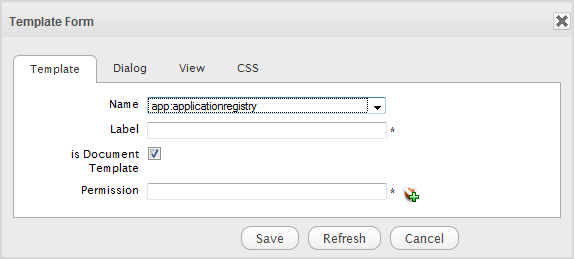 Template Form
Template Dialog View CSS
Name app:applicationregistry
Label *
is Document
Template
Permission *
Save Refresh Cancel